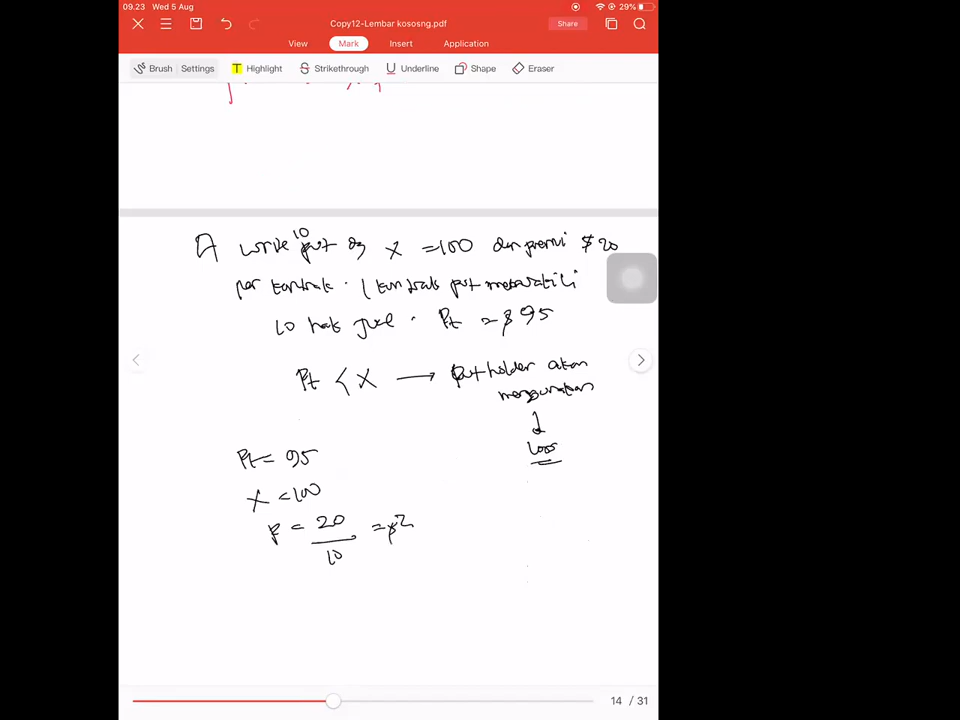 09.23 Wed 5 Aug 29%
Copy12-Lembar kososng.pdf Share
View Mark Insert Application
Brush Settings Highlight Strikethrough Underline Shape Eraser
A write 10 put dg X = 100 dan premi $ 20
per kontrak . 1 kontrak put mewakili
10 hak jual . Pt = $ 95
Pt < X → put holder akan
menggunakan
↓
loss
Pt = 95
X = 100
P = 20/10 = $2
14 / 31